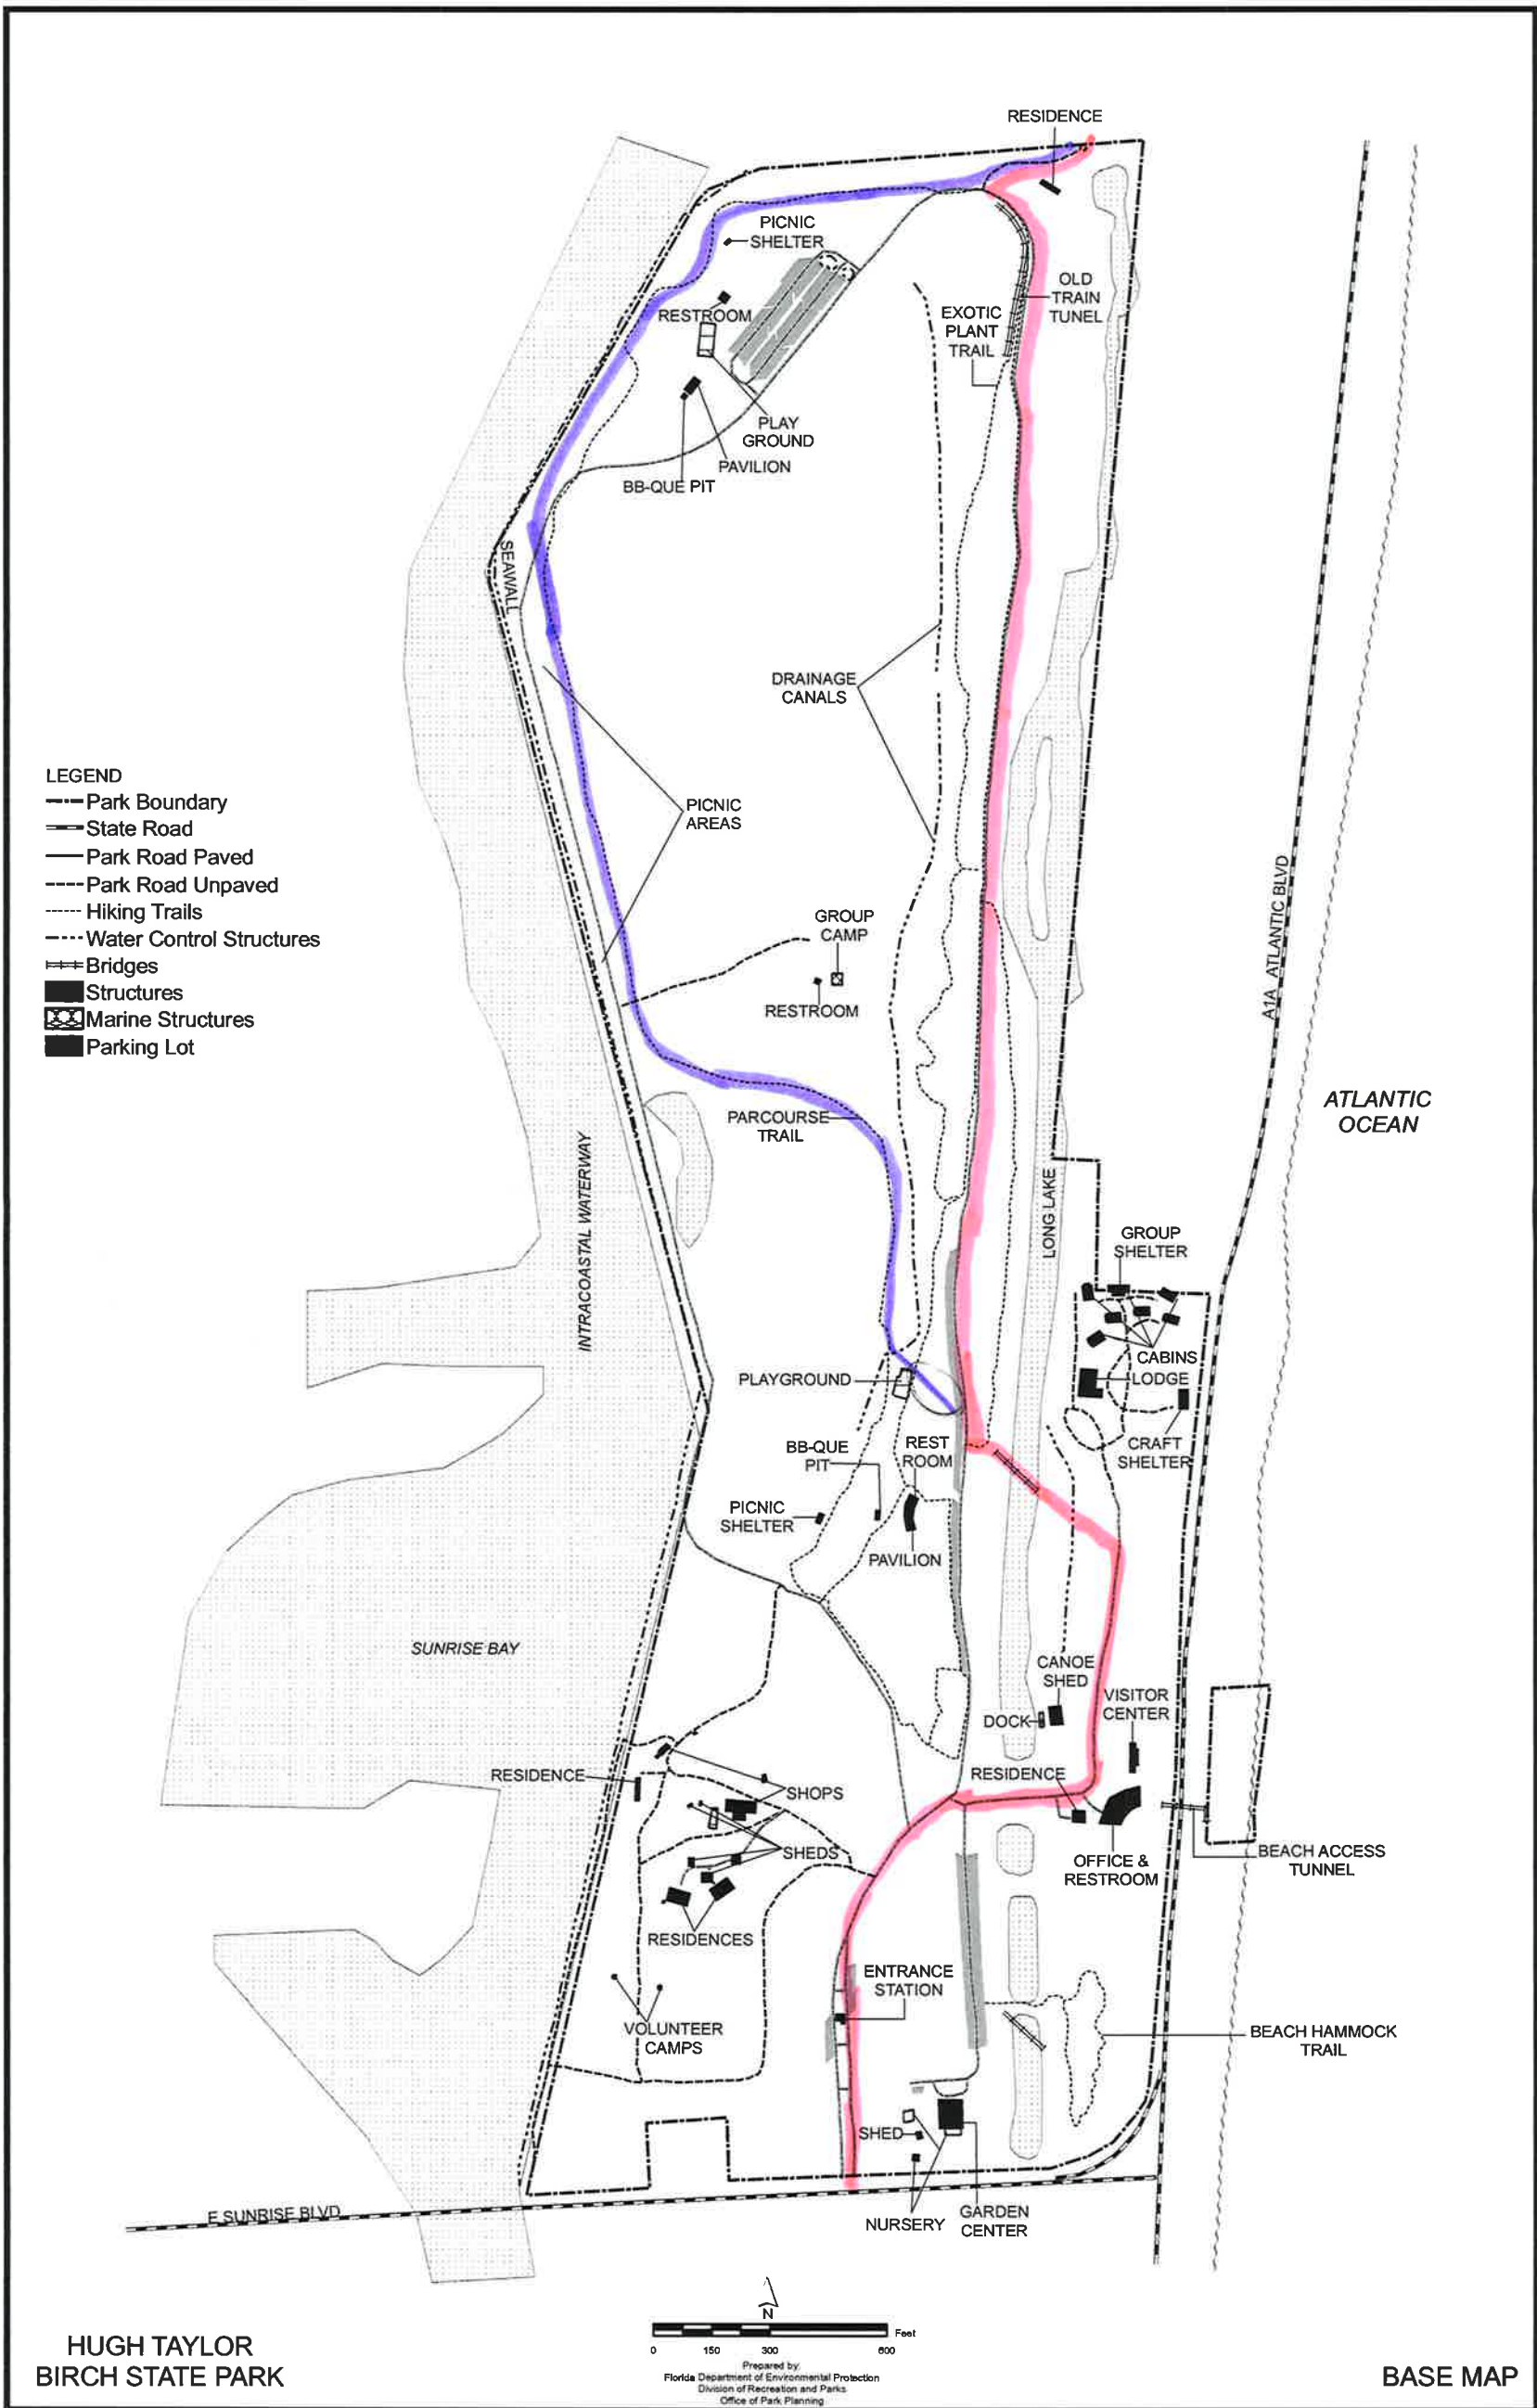 RESIDENCE
PICNIC
SHELTER
RESTROOM
OLD
TRAIN
TUNEL
EXOTIC
PLANT
TRAIL
PLAY
GROUND
PAVILION
BB-QUE PIT
SEAWALL
DRAINAGE
CANALS
LEGEND
Park Boundary
State Road
Park Road Paved
Park Road Unpaved
Hiking Trails
Water Control Structures
Bridges
Structures
Marine Structures
Parking Lot
PICNIC
AREAS
A1A ATLANTIC BLVD
GROUP
CAMP
RESTROOM
ATLANTIC
OCEAN
PARCOURSE
TRAIL
INTRACOASTAL WATERWAY
LONG LAKE
GROUP
SHELTER
CABINS
LODGE
PLAYGROUND
CRAFT
SHELTER
BB-QUE
PIT
REST
ROOM
PICNIC
SHELTER
PAVILION
SUNRISE BAY
CANOE
SHED
VISITOR
CENTER
DOCK
RESIDENCE
RESIDENCE
SHOPS
SHEDS
OFFICE &
RESTROOM
BEACH ACCESS
TUNNEL
RESIDENCES
ENTRANCE
STATION
VOLUNTEER
CAMPS
BEACH HAMMOCK
TRAIL
SHED
E SUNRISE BLVD
NURSERY
GARDEN
CENTER
N
0 150 300 600 Feet
Prepared by:
Florida Department of Environmental Protection
Division of Recreation and Parks
Office of Park Planning
HUGH TAYLOR
BIRCH STATE PARK
BASE MAP